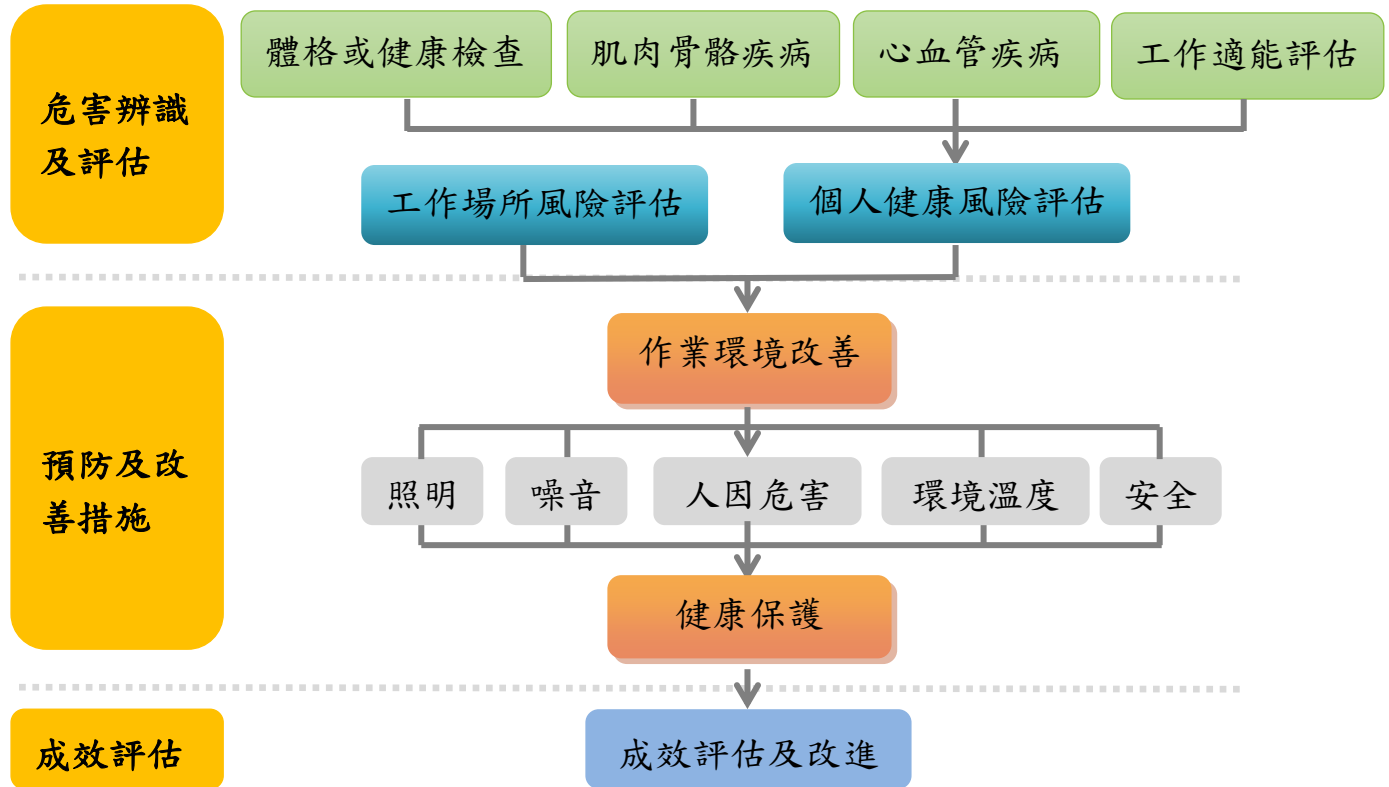 危害辨識
及評估
體格或健康檢查
肌肉骨骼疾病
心血管疾病
工作適能評估
工作場所風險評估
個人健康風險評估
預防及改
善措施
作業環境改善
照明
噪音
人因危害
環境溫度
安全
健康保護
成效評估
成效評估及改進